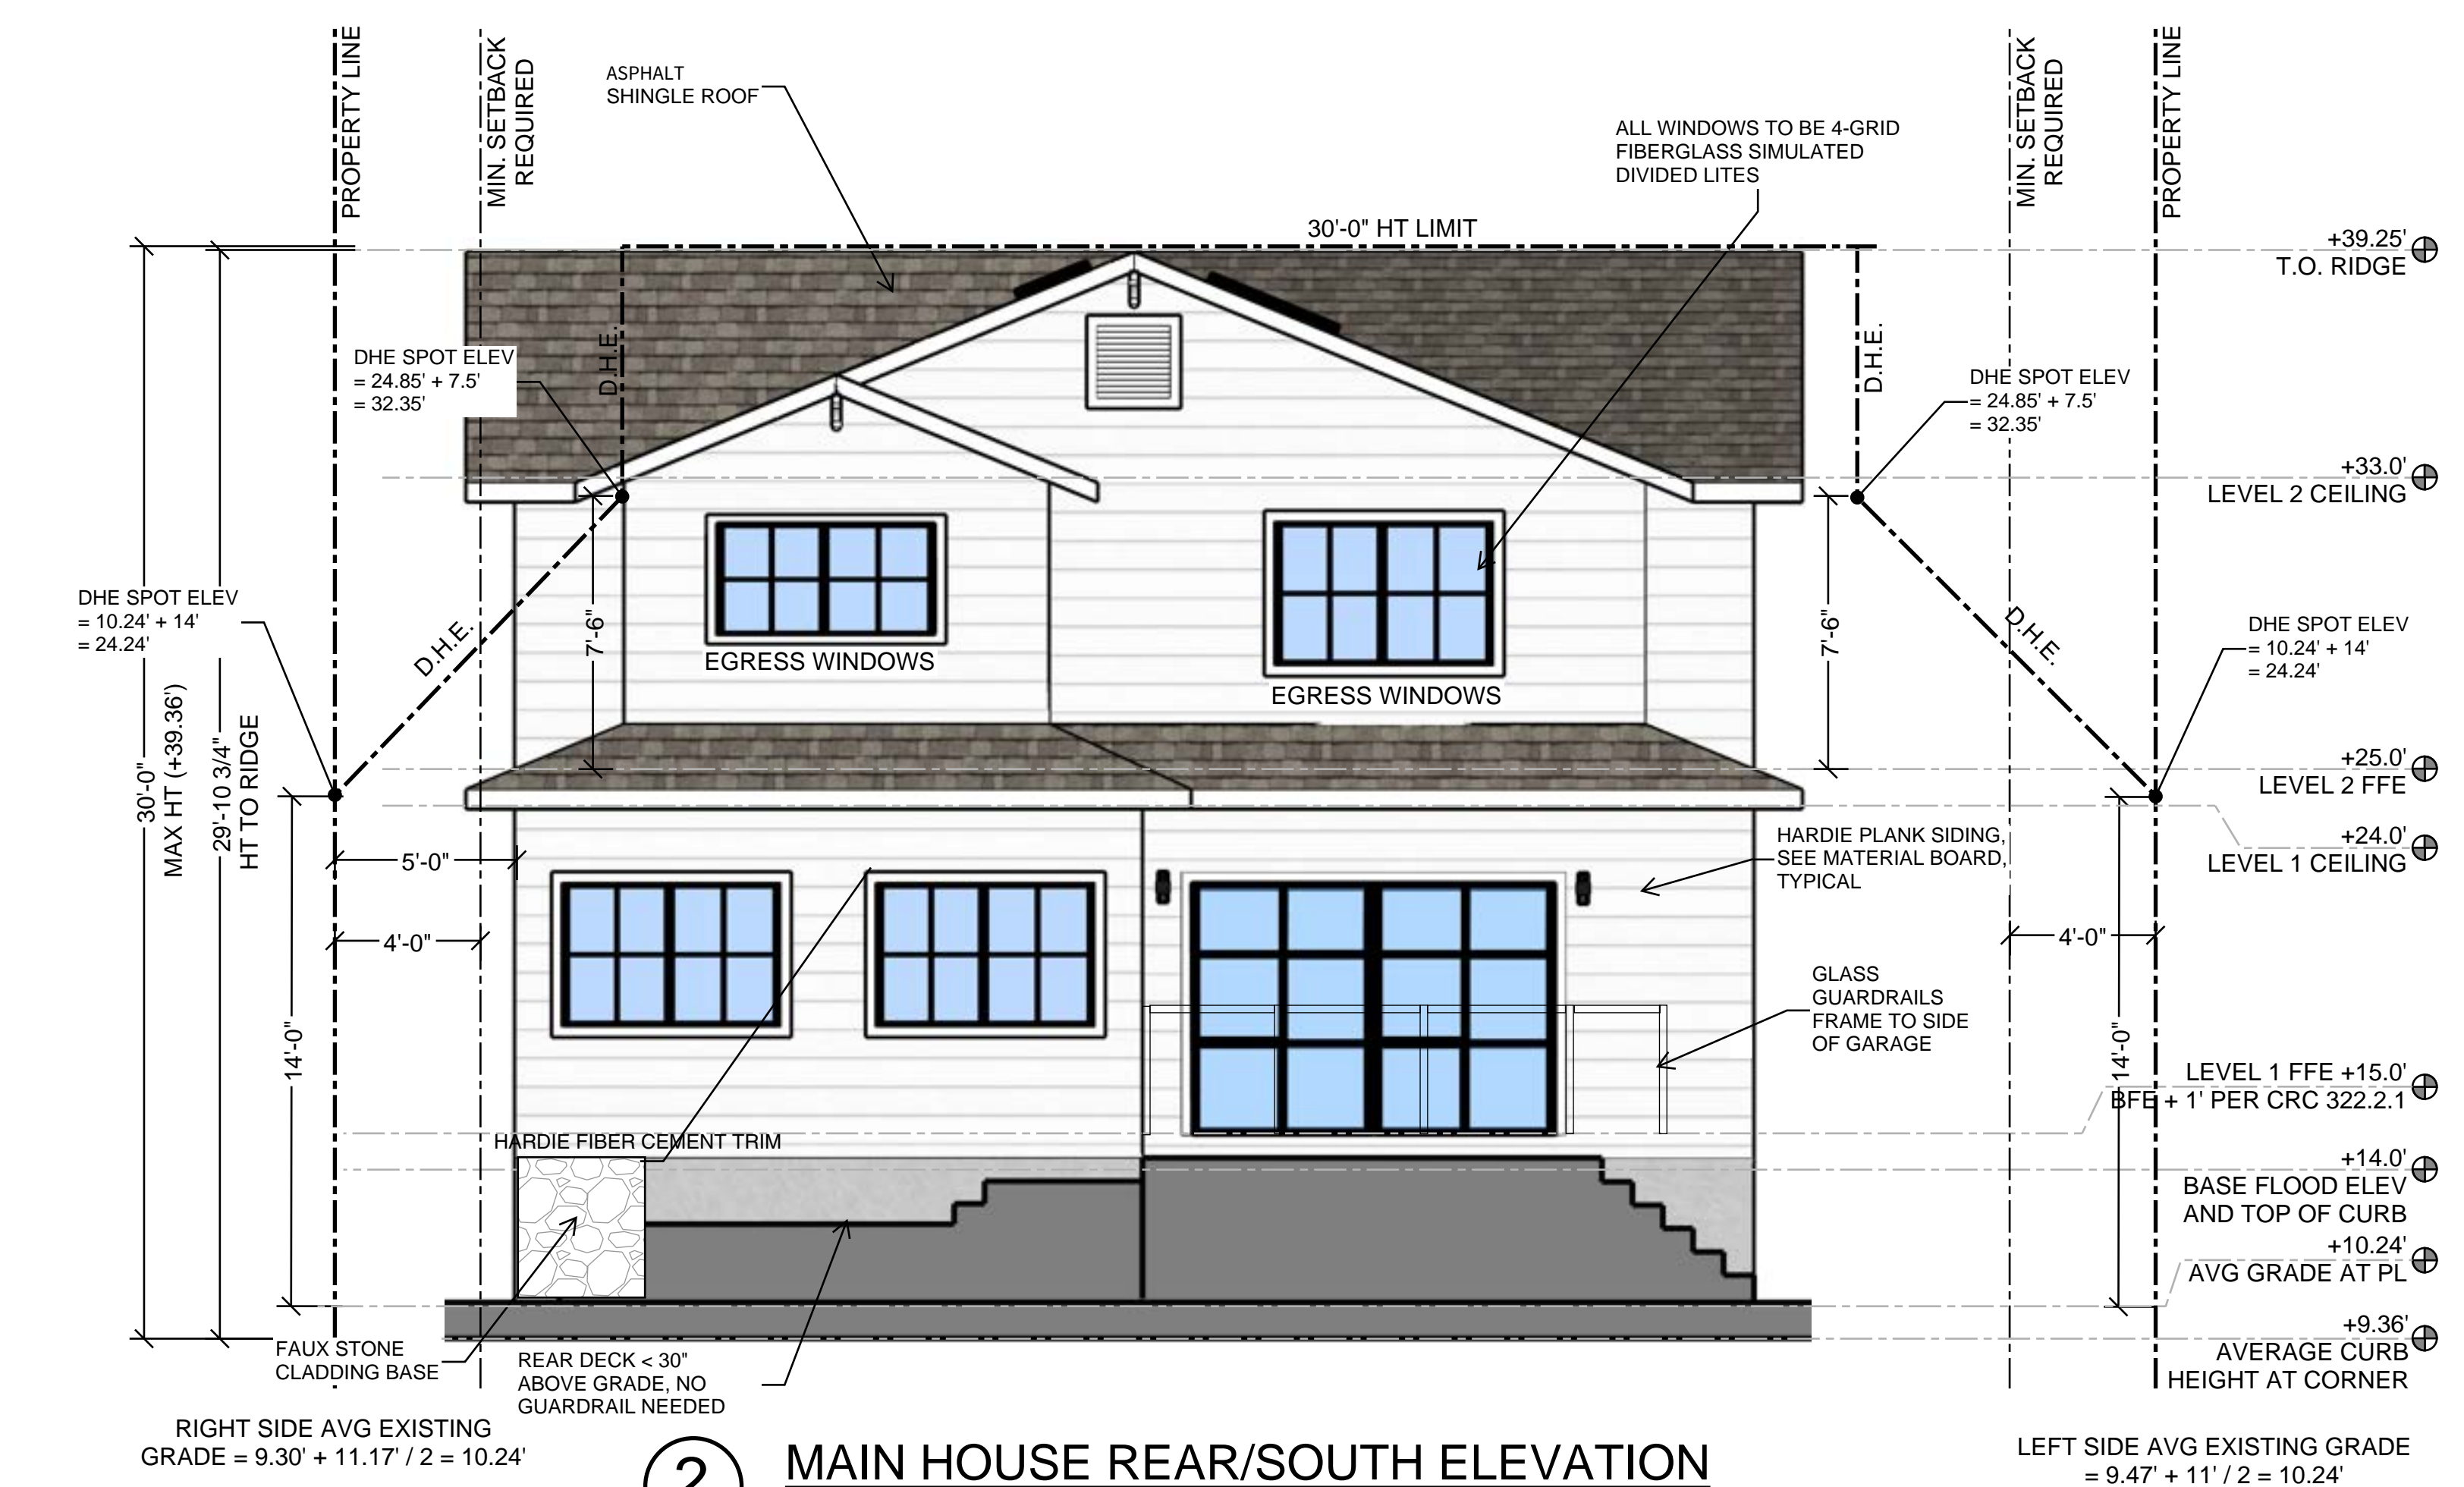 PROPERTY LINE
MIN. SETBACK
REQUIRED
ASPHALT
SHINGLE ROOF
ALL WINDOWS TO BE 4-GRID
FIBERGLASS SIMULATED
DIVIDED LITES
MIN. SETBACK
REQUIRED
PROPERTY LINE
30'-0" HT LIMIT
+39.25'
T.O. RIDGE
DHE SPOT ELEV
= 24.85' + 7.5'
= 32.35'
D.H.E.
D.H.E.
DHE SPOT ELEV
= 24.85' + 7.5'
= 32.35'
+33.0'
LEVEL 2 CEILING
DHE SPOT ELEV
= 10.24' + 14'
= 24.24'
D.H.E.
7'-6"
EGRESS WINDOWS
EGRESS WINDOWS
7'-6"
D.H.E.
DHE SPOT ELEV
= 10.24' + 14'
= 24.24'
30'-0"
MAX HT (+39.36')
29'-10 3/4"
HT TO RIDGE
+25.0'
LEVEL 2 FFE
+24.0'
LEVEL 1 CEILING
5'-0"
4'-0"
14'-0"
HARDIE PLANK SIDING,
SEE MATERIAL BOARD,
TYPICAL
4'-0"
GLASS
GUARDRAILS
FRAME TO SIDE
OF GARAGE
14'-0"
LEVEL 1 FFE +15.0'
BFE + 1' PER CRC 322.2.1
HARDIE FIBER CEMENT TRIM
+14.0'
BASE FLOOD ELEV
AND TOP OF CURB
+10.24'
AVG GRADE AT PL
+9.36'
AVERAGE CURB
HEIGHT AT CORNER
FAUX STONE
CLADDING BASE
REAR DECK < 30"
ABOVE GRADE, NO
GUARDRAIL NEEDED
RIGHT SIDE AVG EXISTING
GRADE = 9.30' + 11.17' / 2 = 10.24'
2
MAIN HOUSE REAR/SOUTH ELEVATION
LEFT SIDE AVG EXISTING GRADE
= 9.47' + 11' / 2 = 10.24'